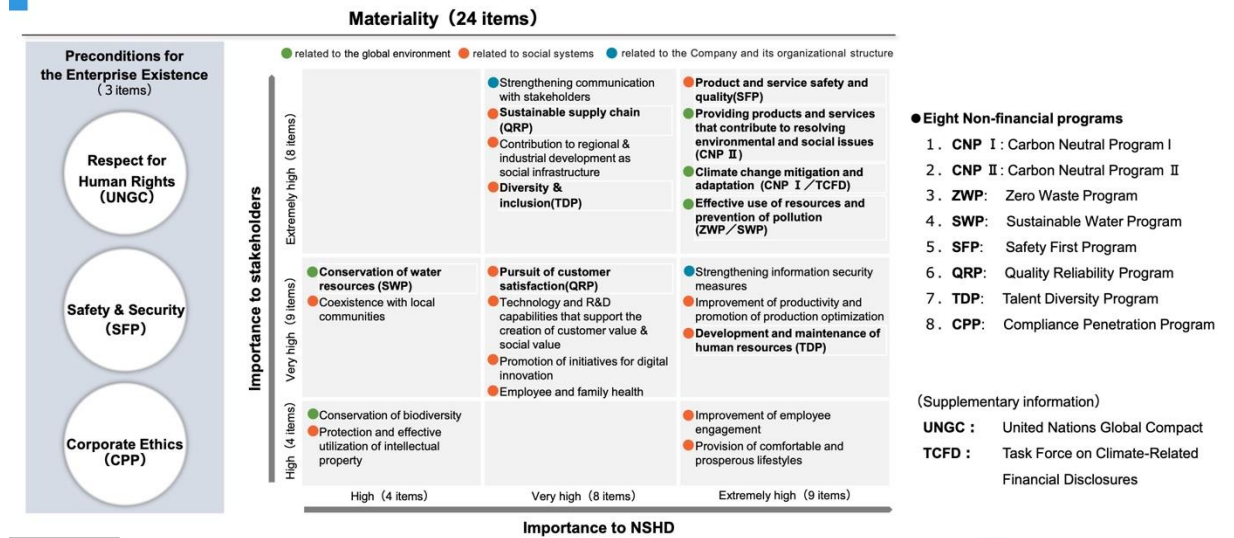 Materiality（24 items）
Preconditions for
the Enterprise Existence
（3 items）
Respect for
Human Rights
(UNGC)
Safety & Security
(SFP)
Corporate Ethics
(CPP)
related to the global environment
related to social systems
related to the Company and its organizational structure
Importance to stakeholders
Extremely high（8 items）
Strengthening communication
with stakeholders
Sustainable supply chain
(QRP)
Contribution to regional &
industrial development as
social infrastructure
Diversity &
inclusion(TDP)
Product and service safety and
quality(SFP)
Providing products and services
that contribute to resolving
environmental and social issues
(CNP Ⅱ)
Climate change mitigation and
adaptation (CNP Ⅰ／TCFD)
Effective use of resources and
prevention of pollution
(ZWP／SWP)
Very high（9 items）
Conservation of water
resources (SWP)
Coexistence with local
communities
Pursuit of customer
satisfaction(QRP)
Technology and R&D
capabilities that support the
creation of customer value &
social value
Promotion of initiatives for digital
innovation
Employee and family health
Strengthening information security
measures
Improvement of productivity and
promotion of production optimization
Development and maintenance of
human resources (TDP)
High（4 items）
Conservation of biodiversity
Protection and effective
utilization of intellectual
property
Improvement of employee
engagement
Provision of comfortable and
prosperous lifestyles
High（4 items）
Very high（8 items）
Extremely high（9 items）
Importance to NSHD
●Eight Non-financial programs
1．CNP Ⅰ: Carbon Neutral Program Ⅰ
2．CNP Ⅱ: Carbon Neutral Program Ⅱ
3．ZWP: Zero Waste Program
4．SWP: Sustainable Water Program
5．SFP: Safety First Program
6．QRP: Quality Reliability Program
7．TDP: Talent Diversity Program
8．CPP: Compliance Penetration Program
（Supplementary information）
UNGC： United Nations Global Compact
TCFD： Task Force on Climate-Related
Financial Disclosures